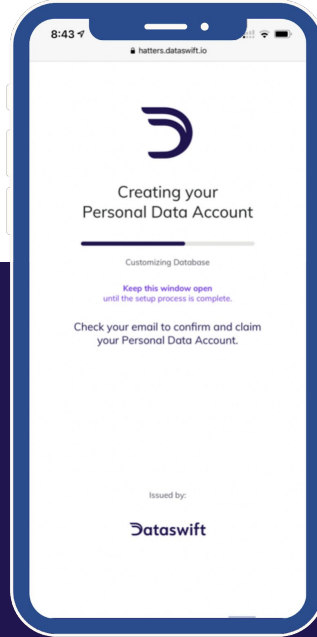 8:43
hatters.dataswift.io
Creating your
Personal Data Account
Customizing Database
Keep this window open
until the setup process is complete.
Check your email to confirm and claim
your Personal Data Account.
Issued by:
Dataswift